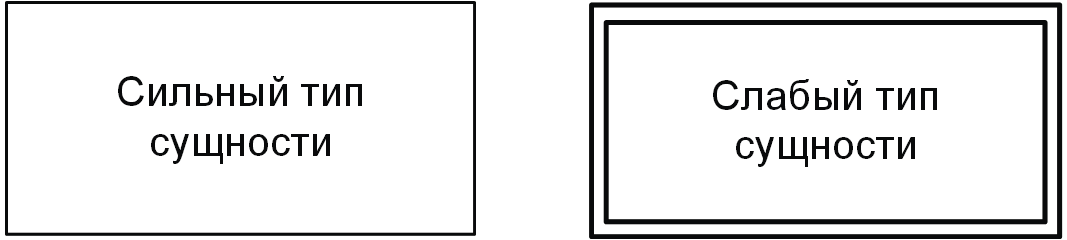 Сильный тип
сущности
Слабый тип
сущности